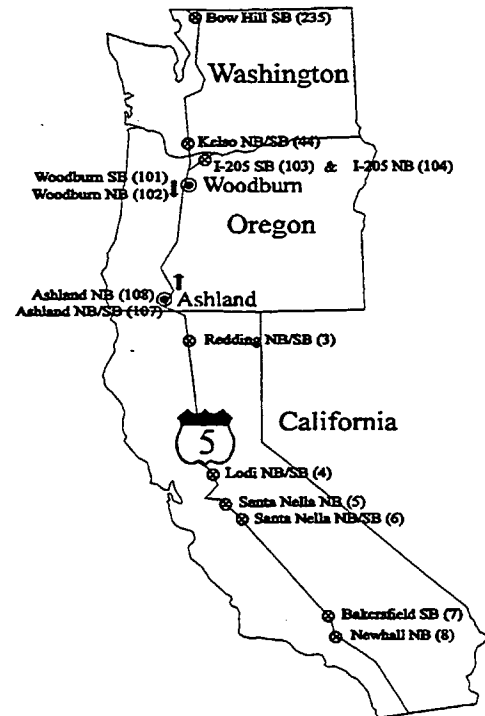 Bow Hill SB (235)
Washington
Kelso NB/SB (44)
I-205 SB (103) & I-205 NB (104)
Woodburn SB (101)
Woodburn NB (102)
Woodburn
Oregon
Ashland NB (108)
Ashland
Ashland NB/SB (107)
Redding NB/SB (3)
California
5
Lodi NB/SB (4)
Santa Nella NB (5)
Santa Nella NB/SB (6)
Bakersfield SB (7)
Newhall NB (8)